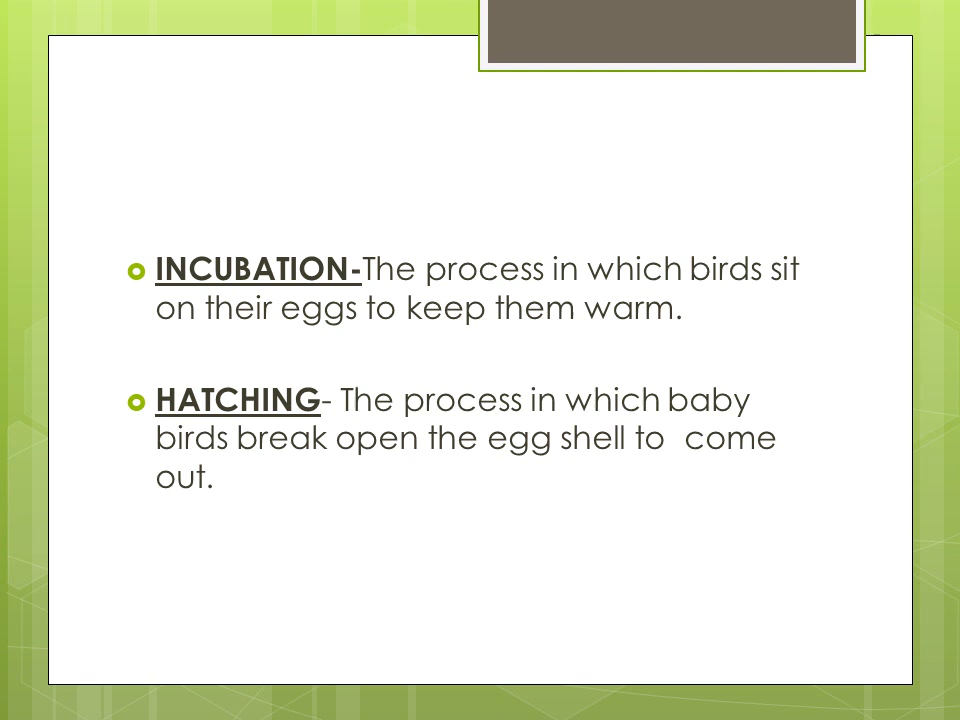 INCUBATION-The process in which birds sit
on their eggs to keep them warm.
HATCHING- The process in which baby
birds break open the egg shell to  come
out.